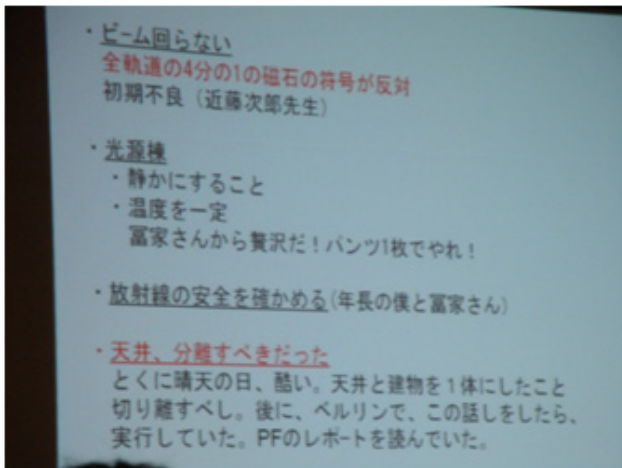 ・ビーム回らない
全軌道の4分の1の磁石の符号が反対
初期不良（近藤次郎先生）
・光源棟
・静かにすること
・温度を一定
冨家さんから贅沢だ！パンツ1枚でやれ！
・放射線の安全を確かめる(年長の僕と冨家さん)
・天井、分離すべきだった
とくに晴天の日、酷い。天井と建物を１体にしたこと
切り離すべし。後に、ベルリンで、この話しをしたら、
実行していた。PFのレポートを読んでいた。